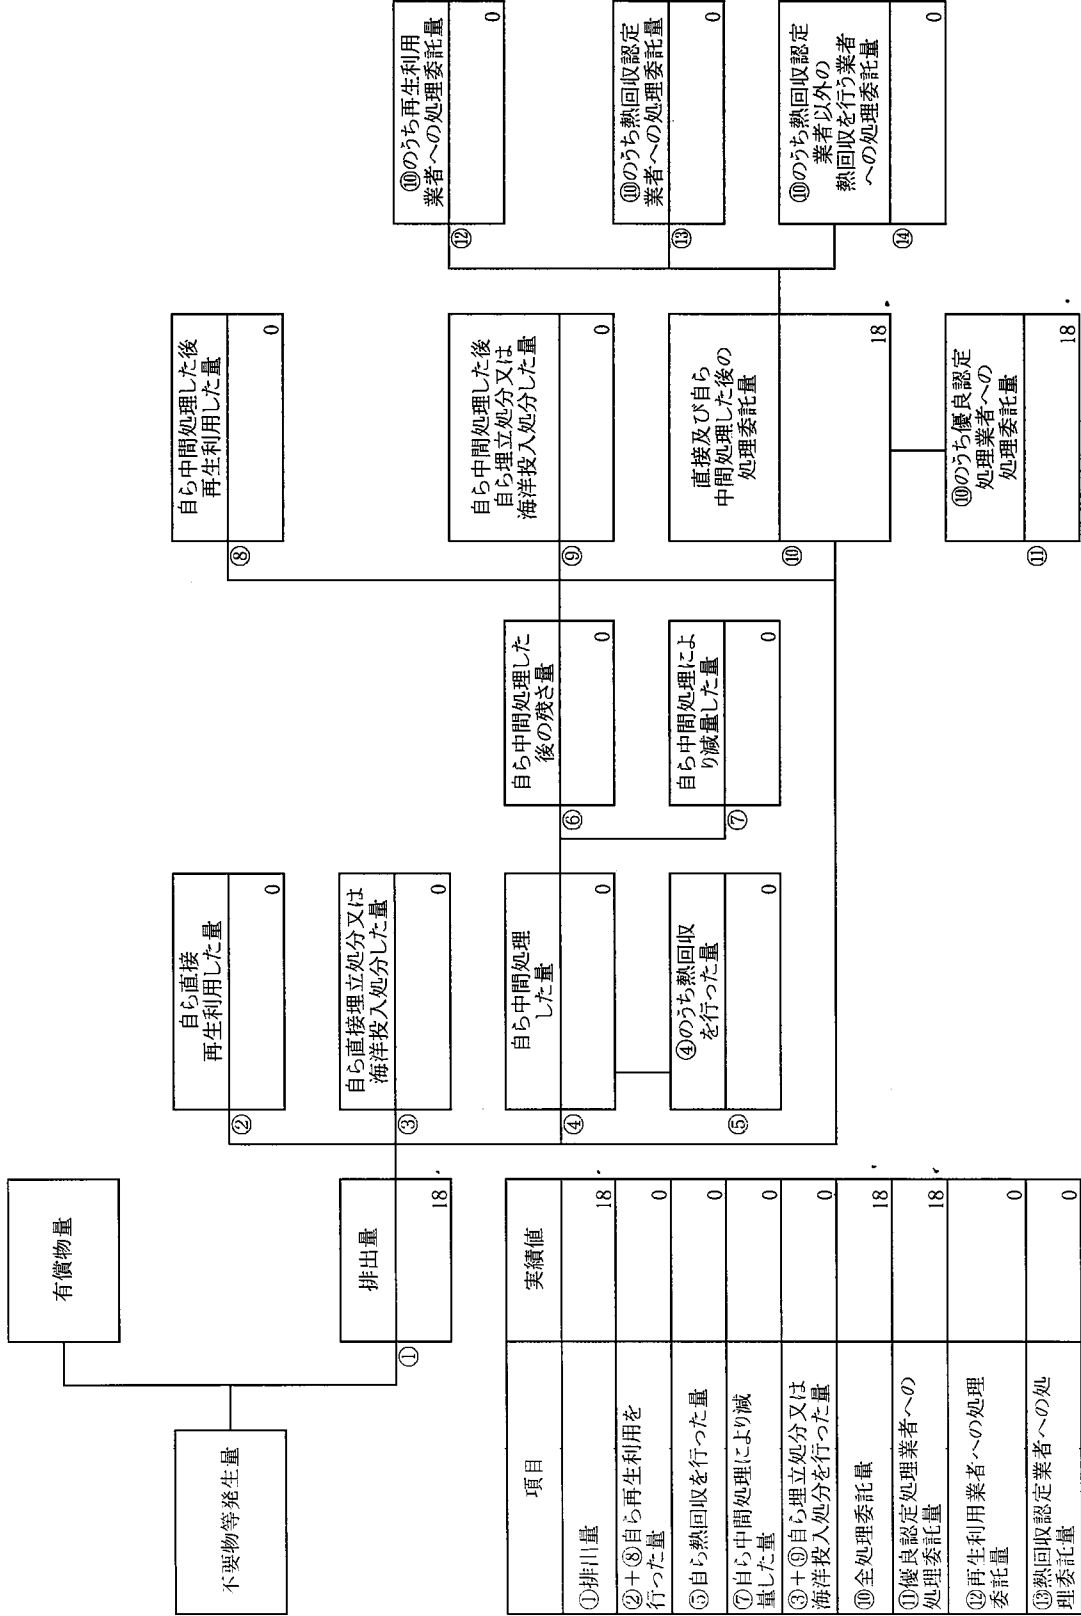 不要物等発生量
有償物量
排出量
①
18
自ら直接
再生利用した量
②
0
自ら直接埋立処分又は
海洋投入処分した量
③
0
自ら中間処理
した量
④
0
④のうち熱回収
を行った量
⑤
0
自ら中間処理した
後の残さ量
⑥
0
自ら中間処理によ
り減量した量
⑦
0
自ら中間処理した後
再生利用した量
⑧
0
自ら中間処理した後
自ら埋立処分又は
海洋投入処分した量
⑨
0
直接及び自ら
中間処理した後の
処理委託量
⑩
18
⑩のうち優良認定
処理業者への
処理委託量
⑪
18
⑩のうち再生利用
業者への処理委託量
⑫
0
⑩のうち熱回収認定
業者への処理委託量
⑬
0
⑩のうち熱回収認定
業者以外の
熱回収を行う業者
への処理委託量
⑭
0
項目 実績値
①排出量 18
②+⑧自ら再生利用を
行った量 0
⑤自ら熱回収を行った量 0
⑦自ら中間処理により減
量した量 0
③+⑨自ら埋立処分又は
海洋投入処分を行った量 0
⑩全処理委託量 18
⑪優良認定処理業者への
処理委託量 18
⑫再生利用業者への処理
委託量 0
⑬熱回収認定業者への処
理委託量 0